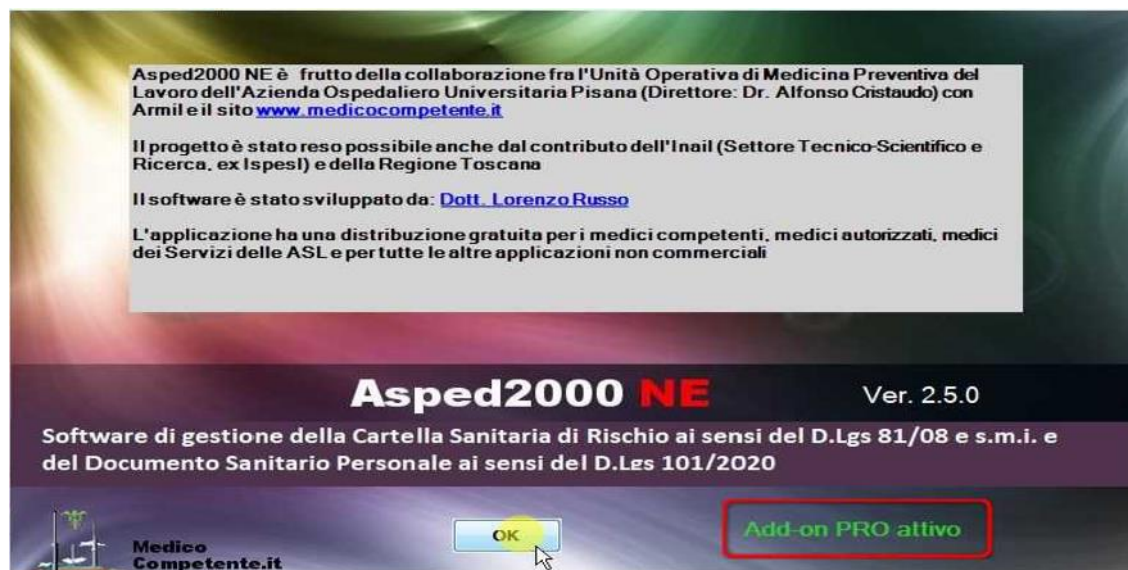 Asped2000 NE è frutto della collaborazione fra l'Unità Operativa di Medicina Preventiva del
Lavoro dell'Azienda Ospedaliero Universitaria Pisana (Direttore: Dr. Alfonso Cristaudo) con
Armil e il sito www.medicocompetente.it
Il progetto è stato reso possibile anche dal contributo dell'Inail (Settore Tecnico-Scientifico e
Ricerca, ex Ispesl) e della Regione Toscana
Il software è stato sviluppato da: Dott. Lorenzo Russo
L'applicazione ha una distribuzione gratuita per i medici competenti, medici autorizzati, medici
dei Servizi delle ASL e per tutte le altre applicazioni non commerciali
Asped2000 NE Ver. 2.5.0
Software di gestione della Cartella Sanitaria di Rischio ai sensi del D.Lgs 81/08 e s.m.i. e
del Documento Sanitario Personale ai sensi del D.Lgs 101/2020
Medico
Competente.it
OK
Add-on PRO attivo